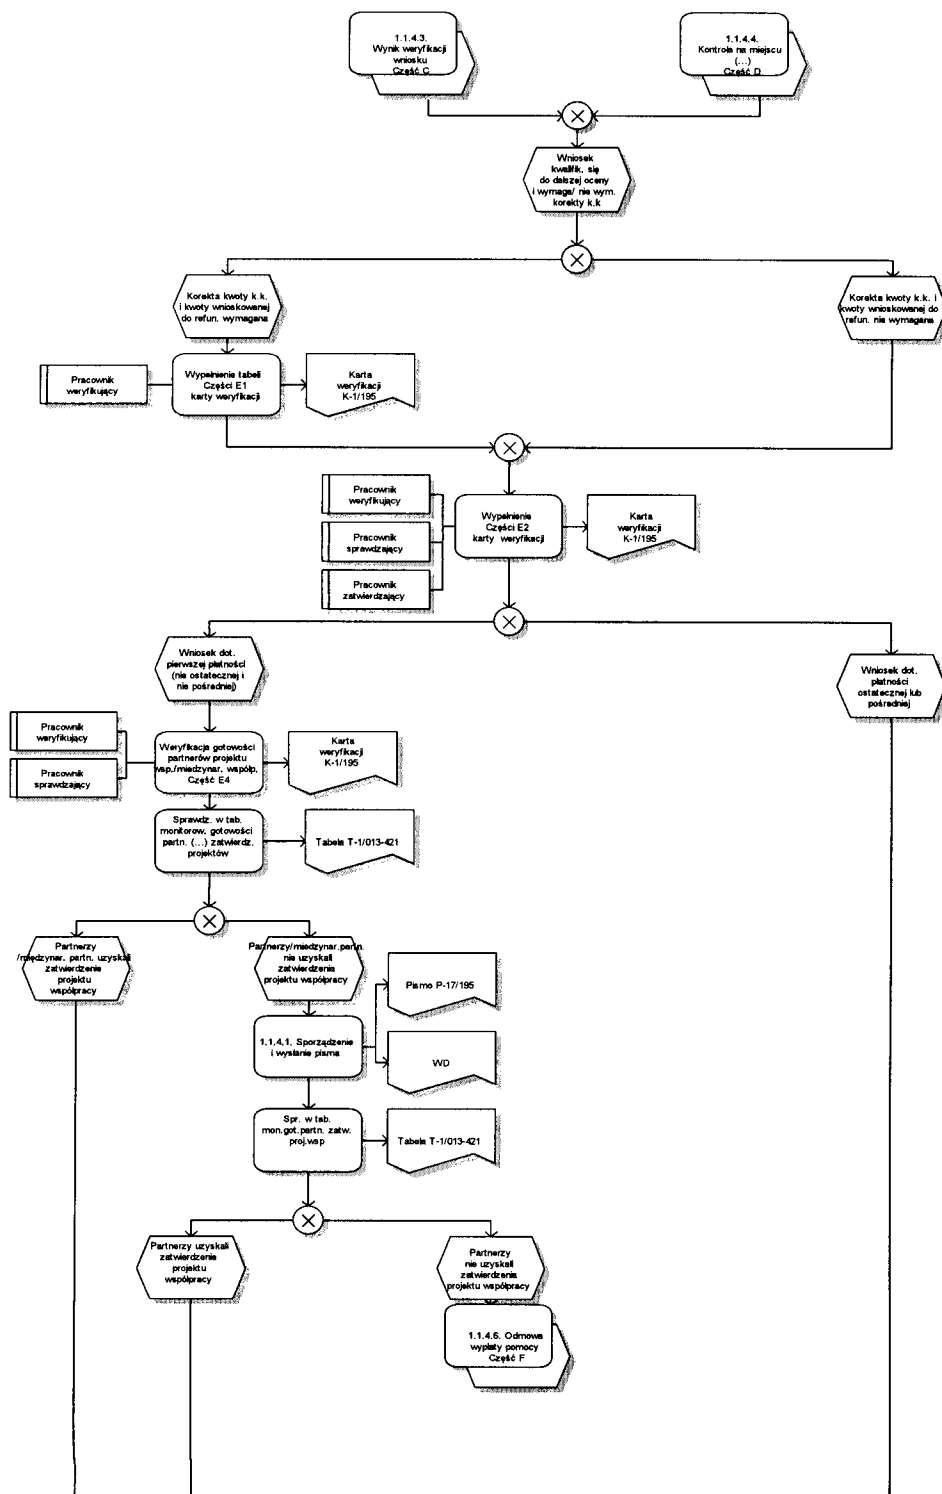 1.1.4.3.
Wynik weryfikacji
wniosku
Część C
1.1.4.4.
Kontrola na miejscu
(...)
Część D
Wniosek
kwalifik. się
do dalszej oceny
i wymaga/ nie wym.
korekty k.k
Korekta kwoty k.k.
i kwoty wnioskowanej
do refun. wymagana
Korekta kwoty k.k. i
kwoty wnioskowanej do
refun. nie wymagana
Pracownik
weryfikujący
Wypełnienie tabeli
Części E1
karty weryfikacji
Karta
weryfikacji
K-1/195
Pracownik
weryfikujący
Pracownik
sprawdzający
Pracownik
zatwierdzający
Wypełnienie
Części E2
karty weryfikacji
Karta
weryfikacji
K-1/195
Wniosek dot.
pierwszej płatności
(nie ostatecznej i
nie pośredniej)
Wniosek dot.
płatności
ostatecznej lub
pośredniej
Pracownik
weryfikujący
Pracownik
sprawdzający
Weryfikacja gotowości
partnerów projektu
wsp./miedzynar. współp.
Część E4
Karta
weryfikacji
K-1/195
Sprawdz. w tab.
monitorow. gotowości
partn. (...) zatwierdz.
projektów
Tabela T-1/013-421
Partnerzy
/międzynar. partn. uzyskali
zatwierdzenie
projektu
współpracy
Partnerzy/miedzynar.partn.
nie uzyskali
zatwierdzenia
projektu współpracy
Pismo P-17/195
1.1.4.1. Sporządzenie
i wysłanie pisma
WD
Spr. w tab.
mon.got.partn. zatw.
proj.wsp
Tabela T-1/013-421
Partnerzy uzyskali
zatwierdzenie
projektu
współpracy
Partnerzy
nie uzyskali
zatwierdzenia
projektu współpracy
1.1.4.6. Odmowa
wypłaty pomocy
Część F